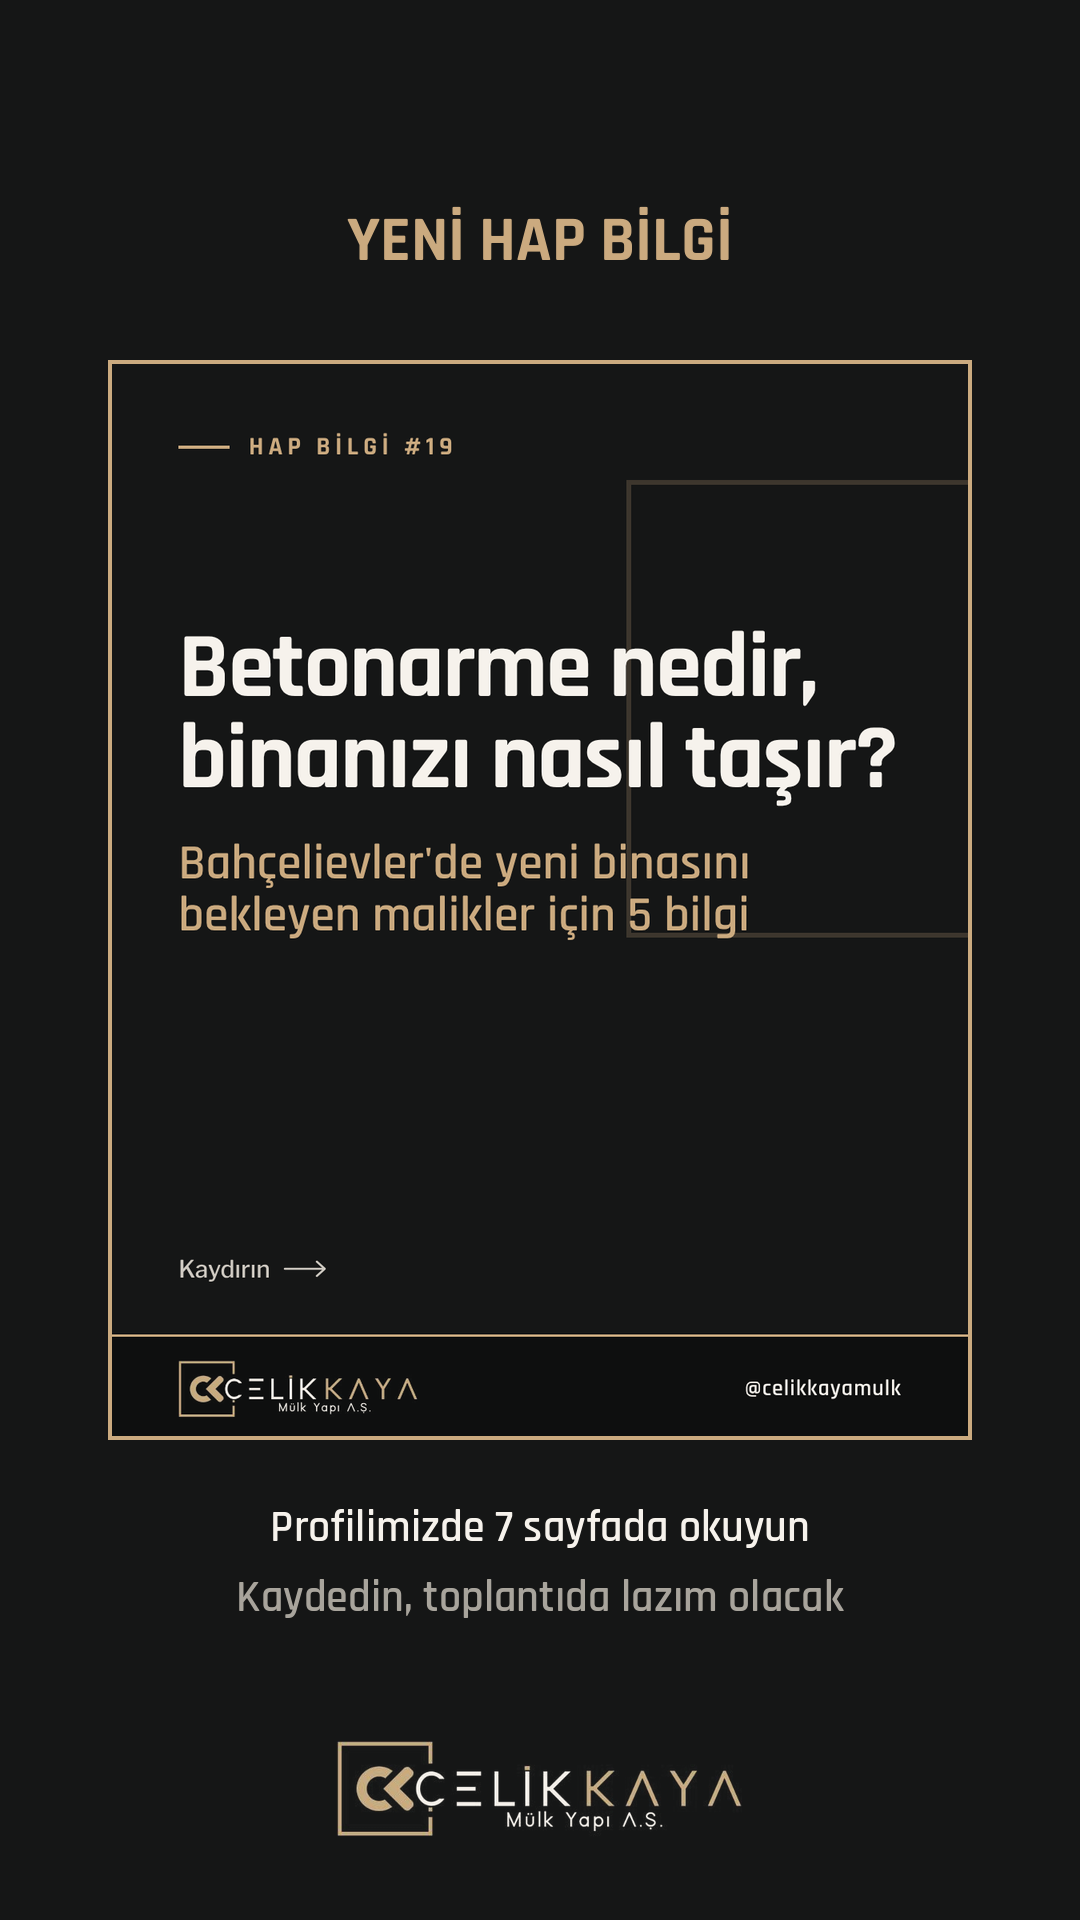 YENİ HAP BİLGİ
HAP BİLGİ #19
Betonarme nedir,
binanızı nasıl taşır?
Bahçelievler'de yeni binasını
bekleyen malikler için 5 bilgi
Kaydırın
ÇELİKKAYA
Mülk Yapı A.Ş.
@celikkayamulk
Profilimizde 7 sayfada okuyun
Kaydedin, toplantıda lazım olacak
ÇELİKKAYA
Mülk Yapı A.Ş.